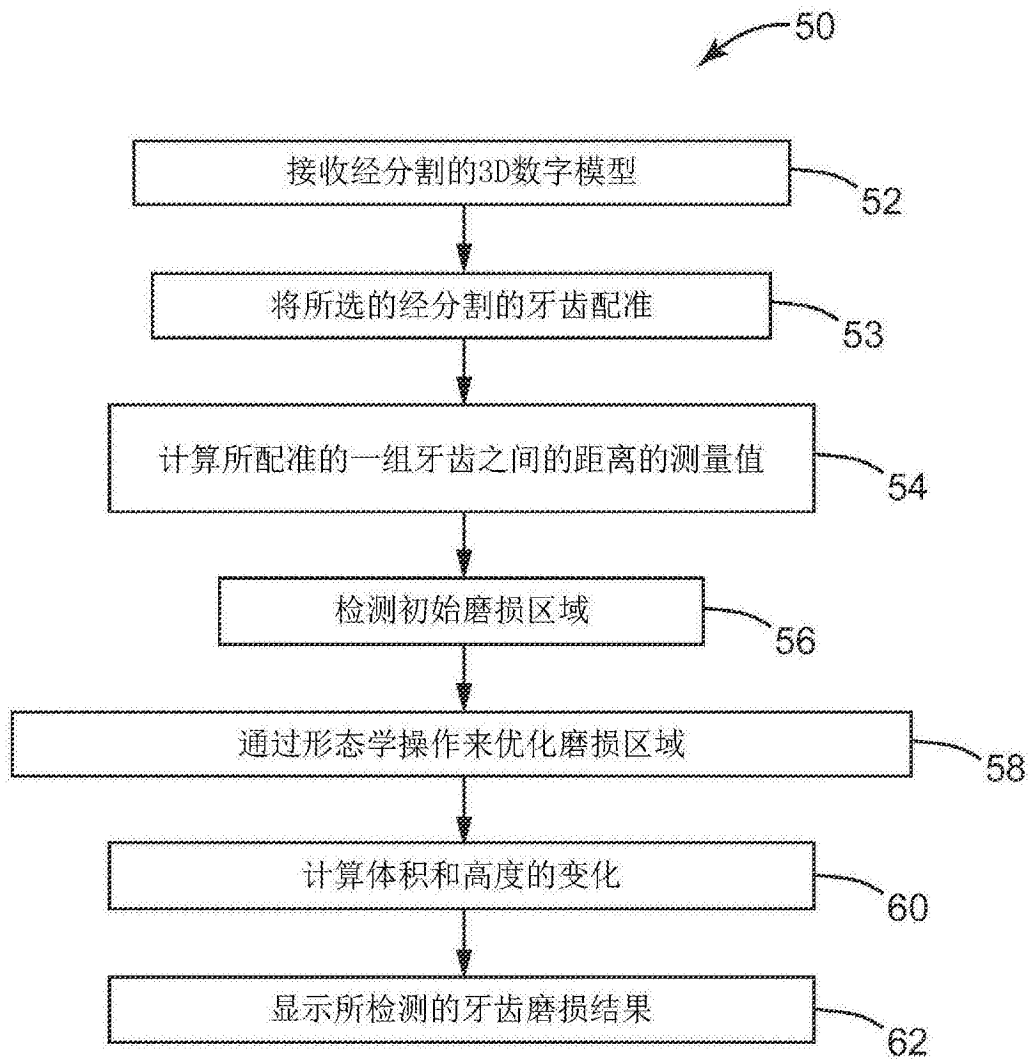 50
接收经分割的3D数字模型
52
将所选的经分割的牙齿配准
53
计算所配准的一组牙齿之间的距离的测量值
54
检测初始磨损区域
56
通过形态学操作来优化磨损区域
58
计算体积和高度的变化
60
显示所检测的牙齿磨损结果
62